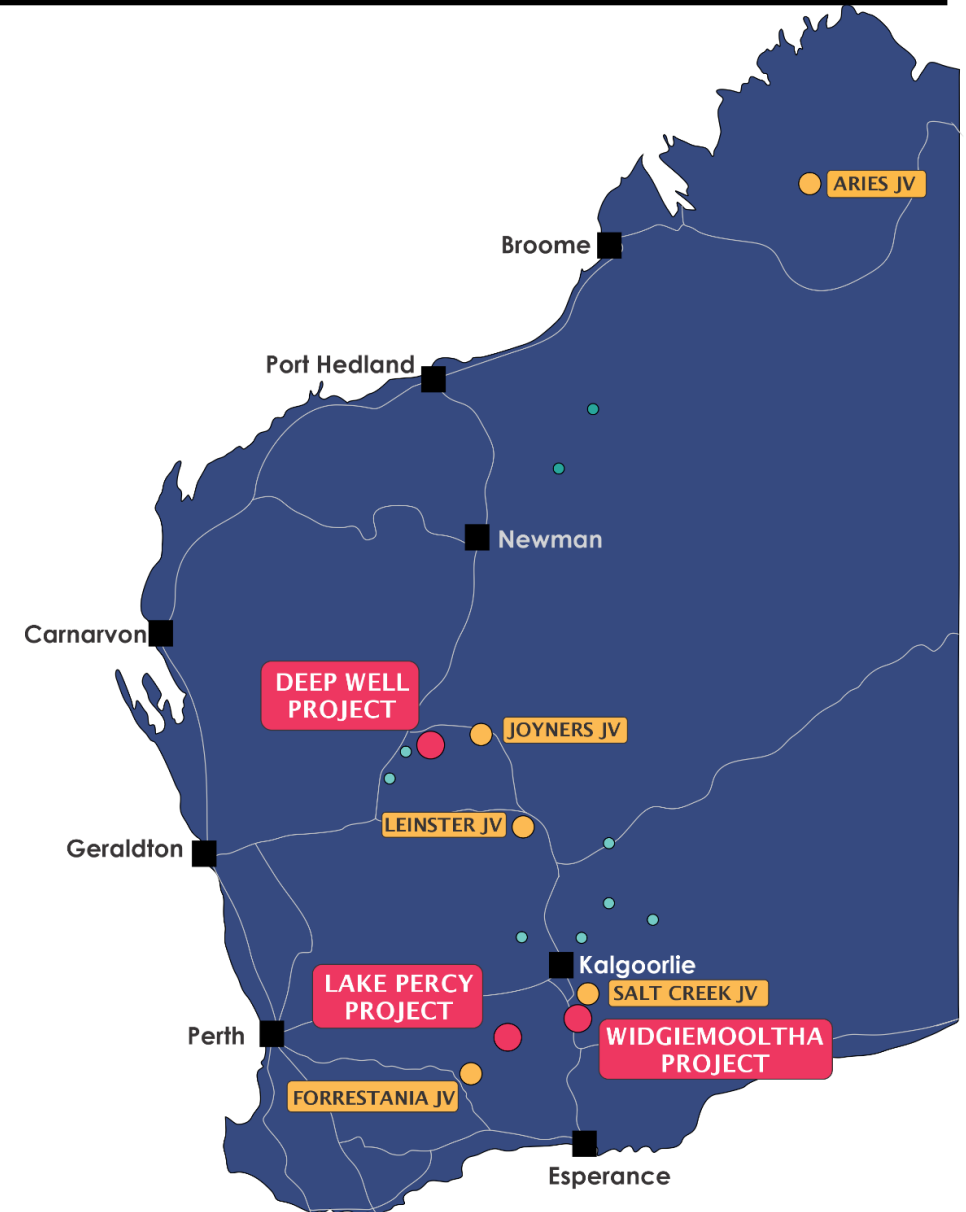 ARIES JV
Broome
Port Hedland
Newman
Carnarvon
DEEP WELL
PROJECT
JOYNERS JV
LEINSTER JV
Geraldton
Kalgoorlie
LAKE PERCY
PROJECT
SALT CREEK JV
Perth
WIDGIEMOOLTHA
PROJECT
FORRESTANIA JV
Esperance